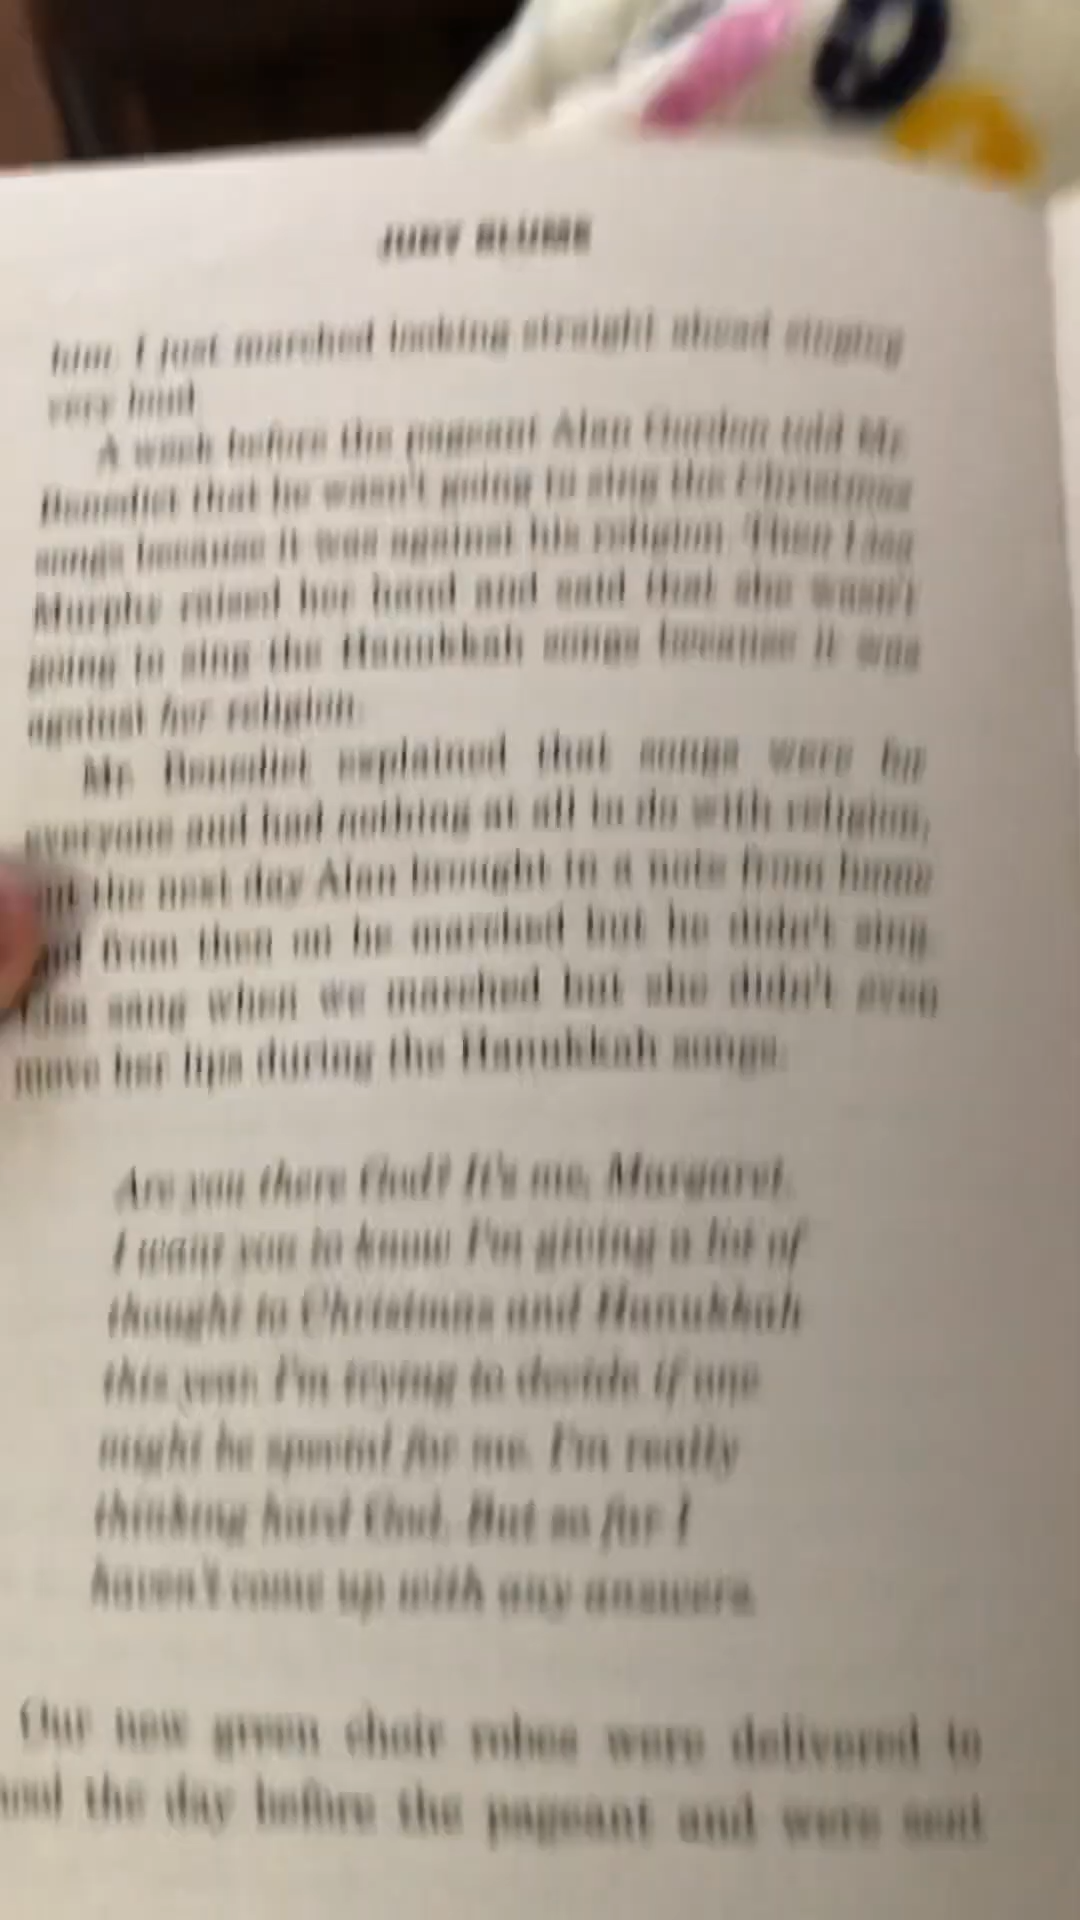 JUDY BLUME
him. I just marched looking straight ahead singing
very loud.
A week before the pageant Alan Gordon told Mr.
Benedict that he wasn't going to sing the Christmas
songs because it was against his religion. Then Lisa
Murphy raised her hand and said that she wasn't
going to sing the Hanukkah songs because it was
against her religion.
Mr. Benedict explained that songs were for
everyone and had nothing at all to do with religion,
the next day Alan brought in a note from home
from then on he marched but he didn't sing.
Lisa sang when we marched but she didn't even
move her lips during the Hanukkah songs.
Are you there God? It's me, Margaret.
I want you to know I'm giving a lot of
thought to Christmas and Hanukkah
this year. I'm trying to decide if one
might be special for me. I'm really
thinking hard God. But so far I
haven't come up with any answers.
Our new green choir robes were delivered to
the day before the pageant and were sent